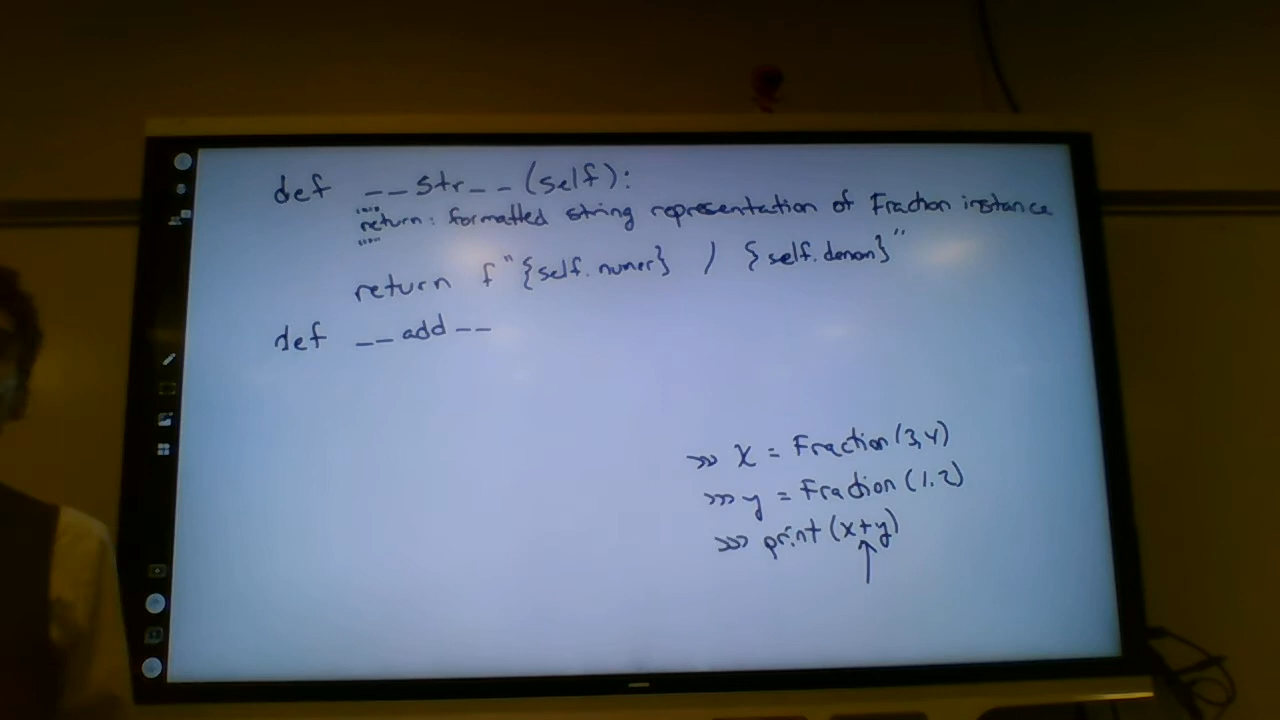 def __str__(self):
"""
return: formatted string representation of Fraction instance
"""
return f"{self.numer} / {self.denom}"
def __add__
>>> x = Fraction(3,4)
>>> y = Fraction(1,2)
>>> print(x+y)